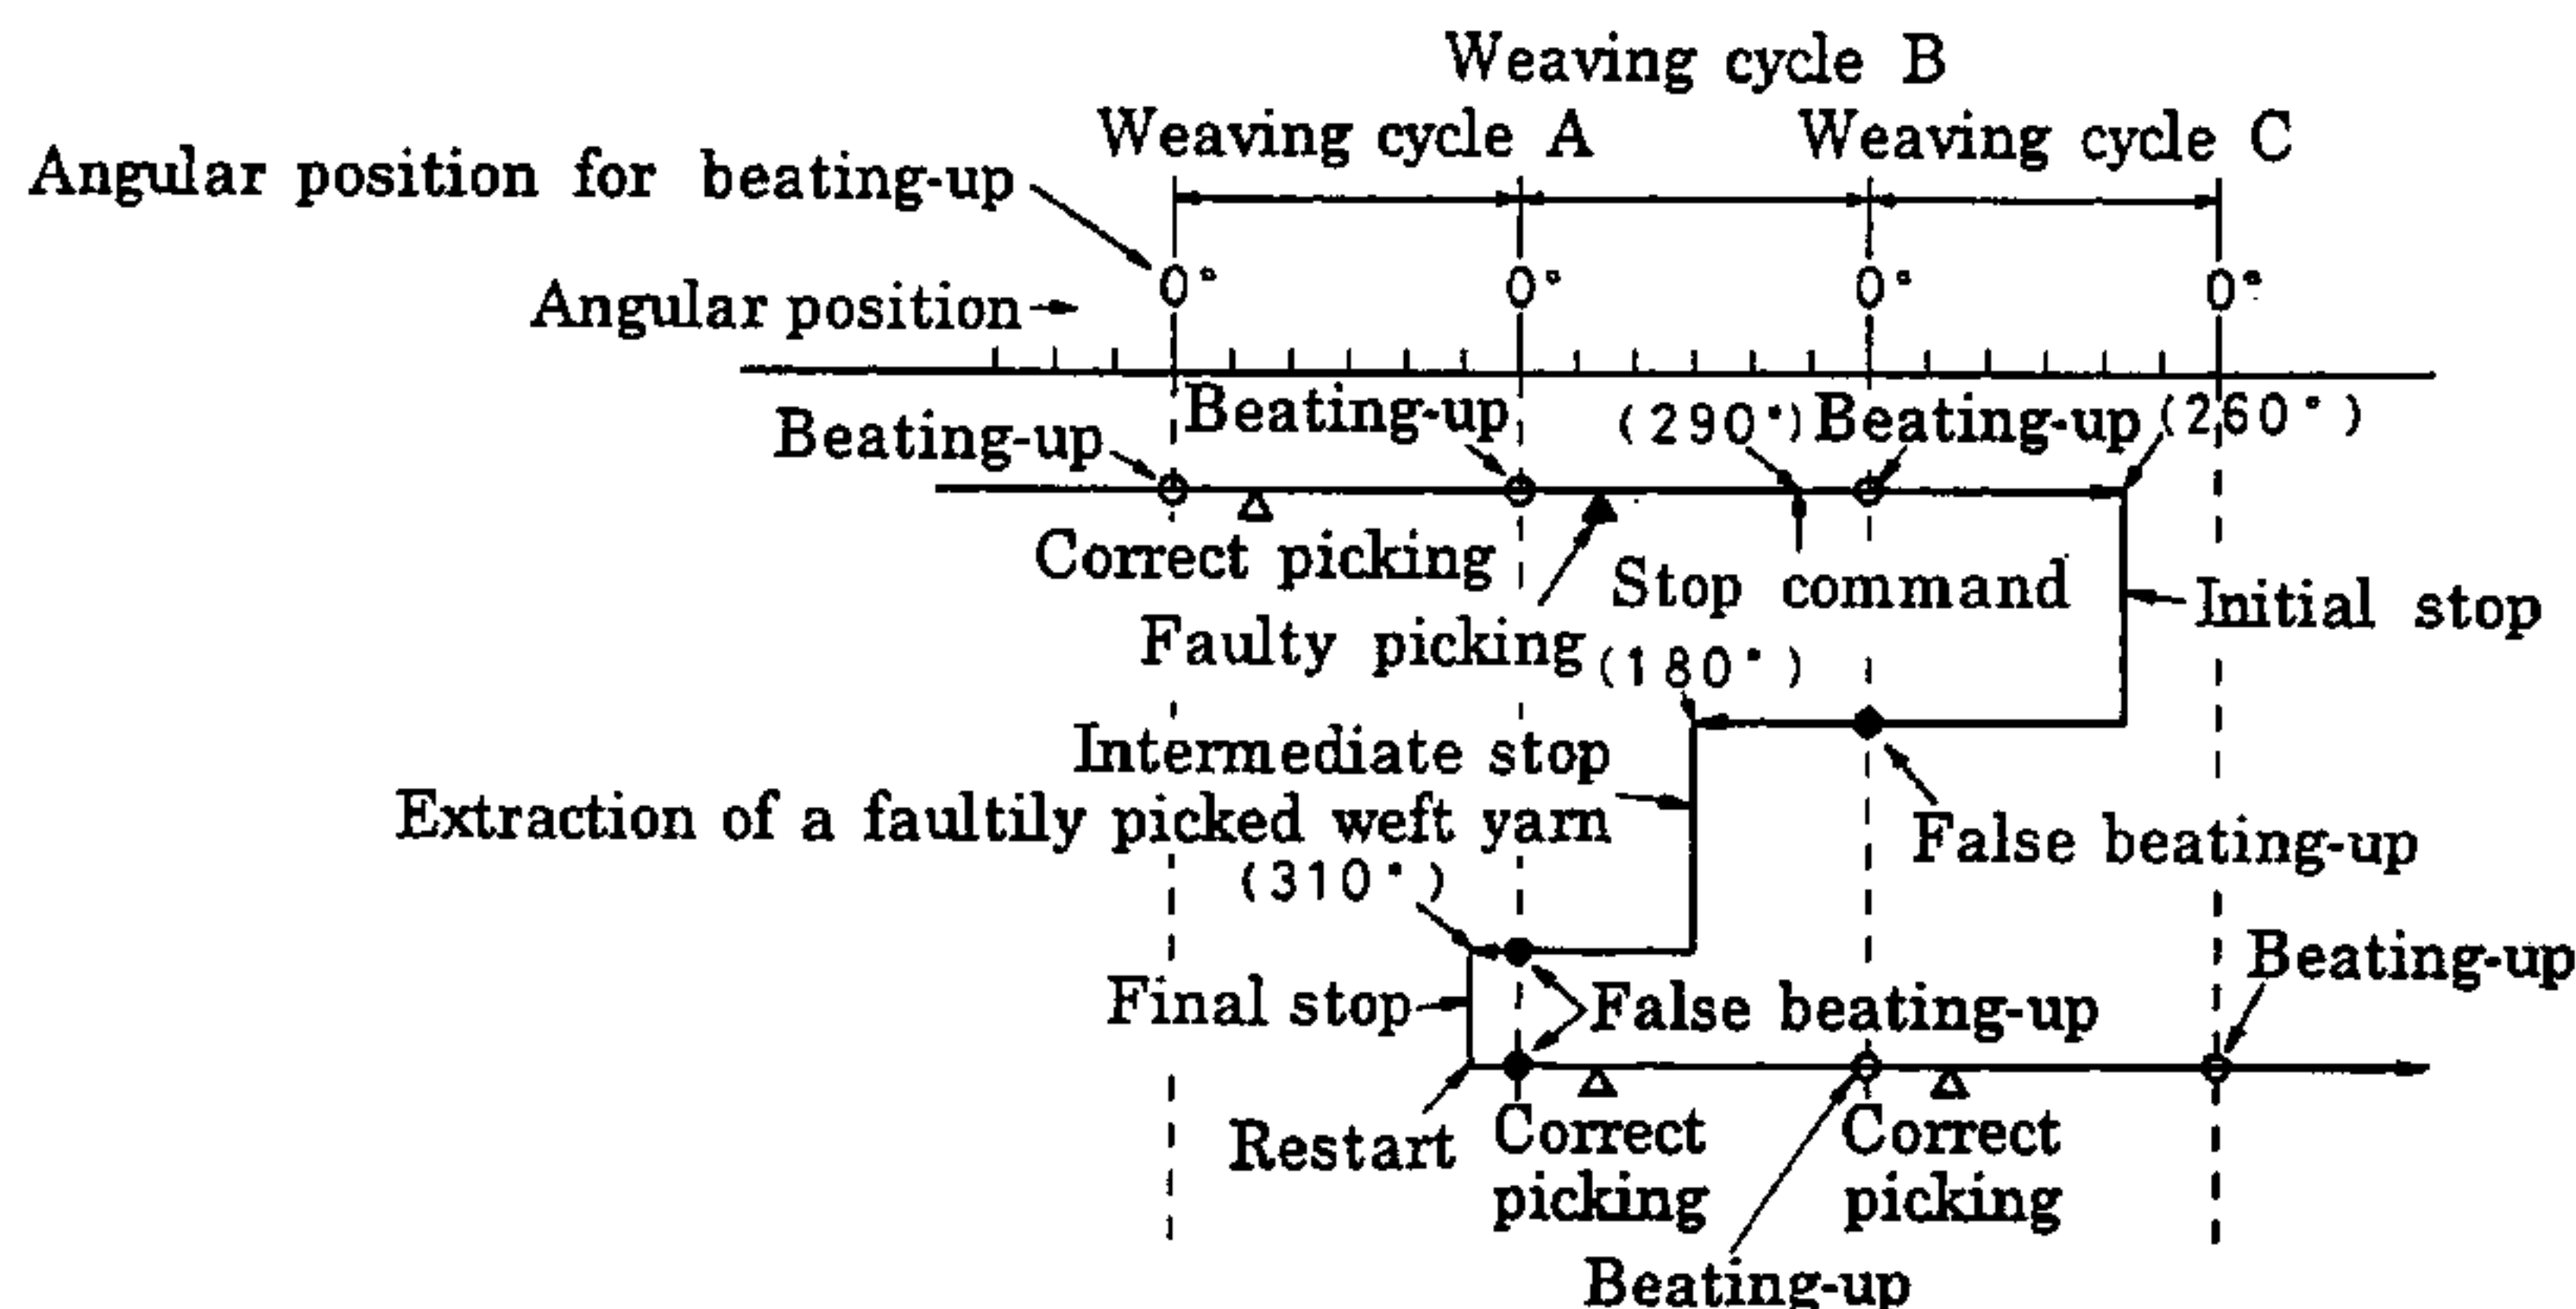 Weaving cycle B
Weaving cycle A
Weaving cycle C
Angular position for beating-up
0°
0°
0°
0°
Angular position
Beating-up
Beating-up
(290°)
Beating-up
(260°)
Correct picking
Faulty picking
Stop command
Initial stop
(180°)
Intermediate stop
Extraction of a faultily picked weft yarn
False beating-up
(310°)
Final stop
False beating-up
Beating-up
Restart
Correct
picking
Correct
picking
Beating-up